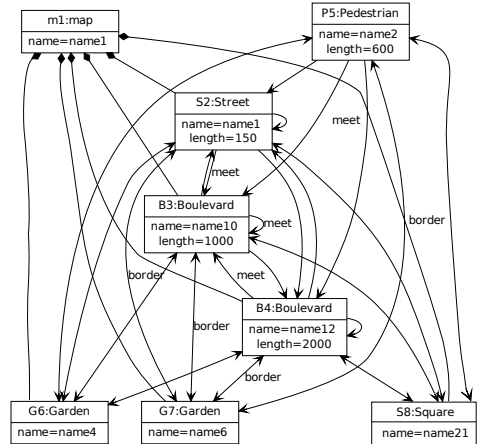 m1:map
name=name1
P5:Pedestrian
name=name2
length=600
S2:Street
name=name1
length=150
meet
meet
B3:Boulevard
name=name10
length=1000
meet
border
border
meet
B4:Boulevard
name=name12
length=2000
border
border
G6:Garden
name=name4
G7:Garden
name=name6
S8:Square
name=name21